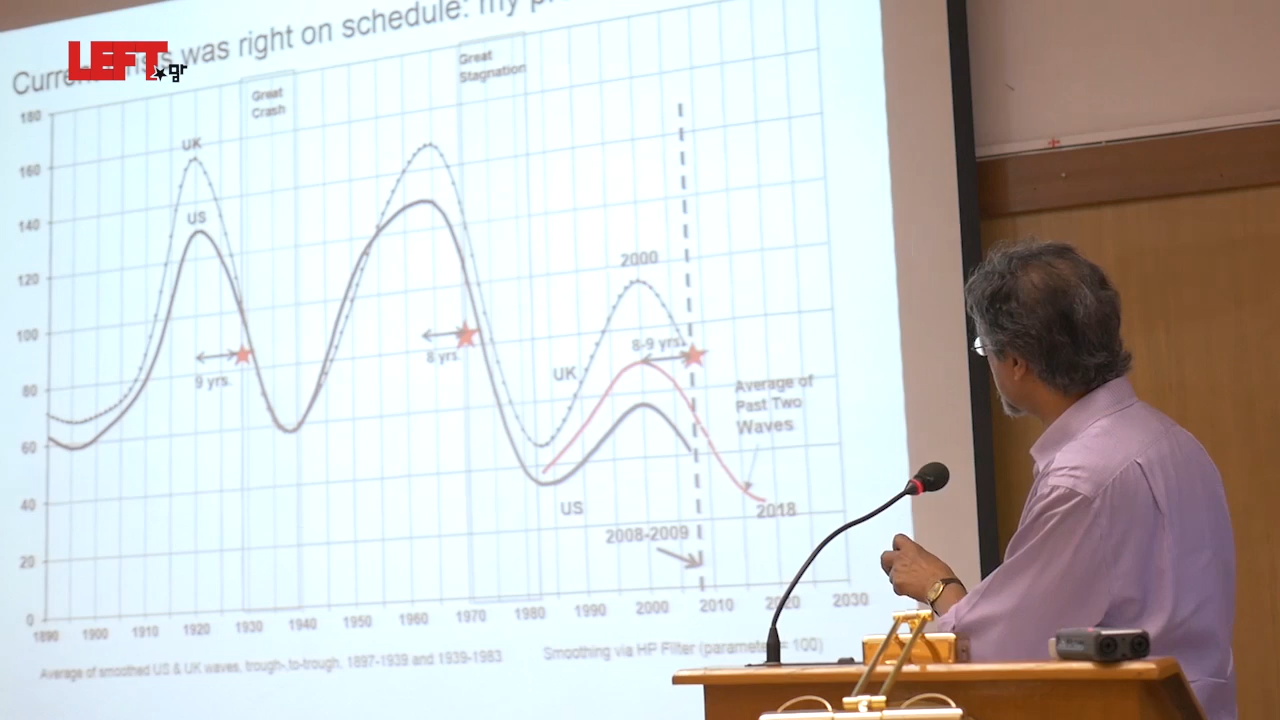 Current crisis was right on schedule: my
LEFT.gr
Great
Crash
Great
Stagnation
180
160
140
120
100
80
60
40
20
0
UK
US
9 yrs.
8 yrs.
2000
8-9 yrs.
UK
US
Average of
Past Two
Waves
2018
2008-2009
1890 1900 1910 1920 1930 1940 1950 1960 1970 1980 1990 2000 2010 2020 2030
Average of smoothed US & UK waves, trough-to-trough, 1897-1939 and 1939-1983
Smoothing via HP Filter (parameter = 100)